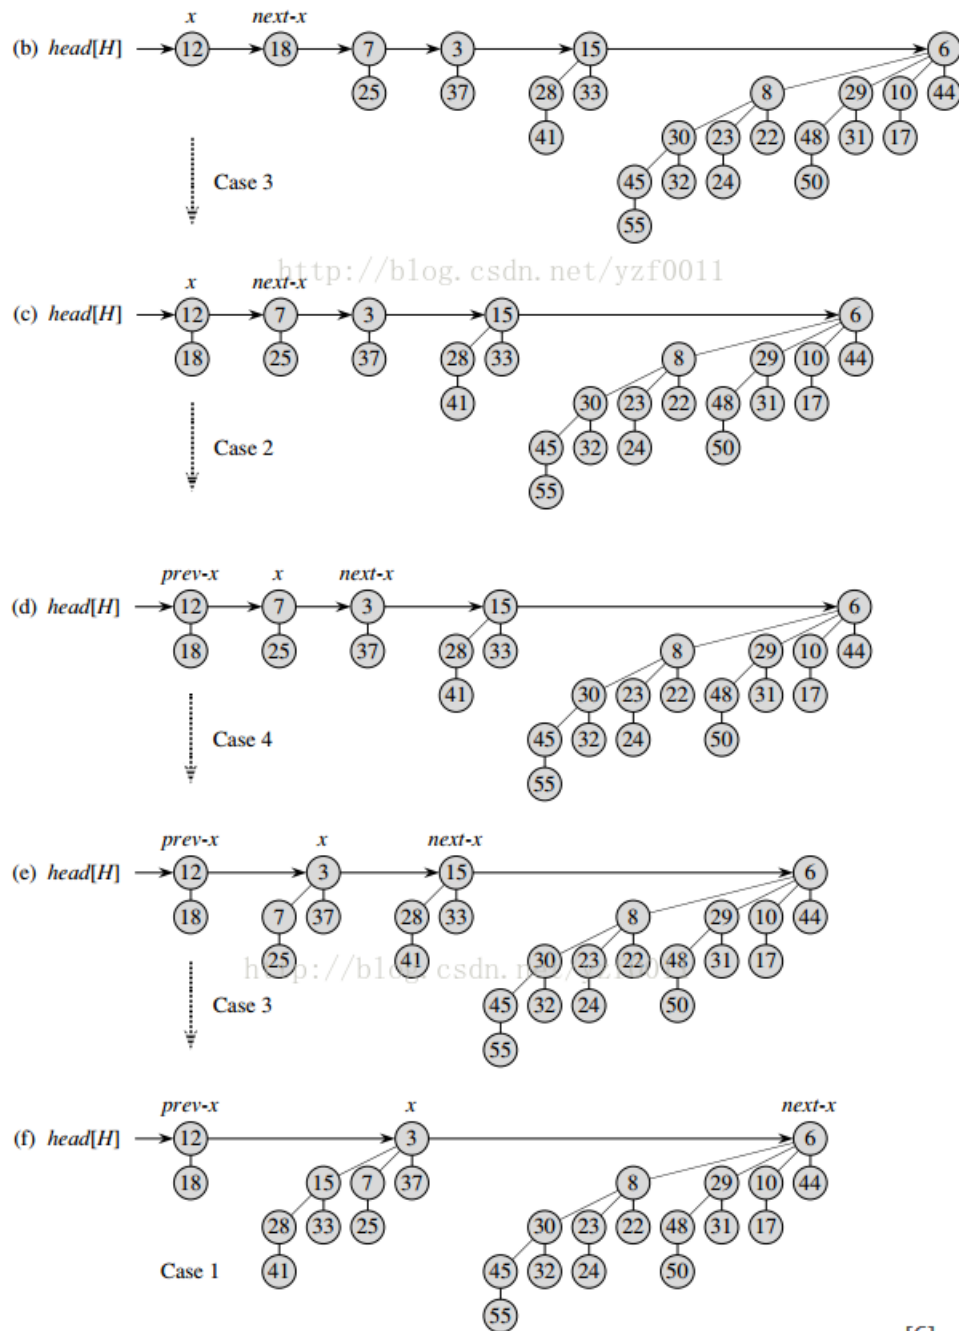 x next-x
(b) head[H] 12 18 7 3 15 6
25 37 28 33 8 29 10 44
41 30 23 22 48 31 17
Case 3 45 32 24 50
55
http://blog.csdn.net/yzf0011
x next-x
(c) head[H] 12 7 3 15 6
18 25 37 28 33 8 29 10 44
41 30 23 22 48 31 17
Case 2 45 32 24 50
55
prev-x x next-x
(d) head[H] 12 7 3 15 6
18 25 37 28 33 8 29 10 44
41 30 23 22 48 31 17
Case 4 45 32 24 50
55
prev-x x next-x
(e) head[H] 12 3 15 6
18 7 37 28 33 8 29 10 44
25 41 30 23 22 48 31 17
http://blog.csdn.net/yzf0011
Case 3 45 32 24 50
55
prev-x x next-x
(f) head[H] 12 3 6
18 15 7 37 8 29 10 44
28 33 25 30 23 22 48 31 17
Case 1 41 45 32 24 50
55